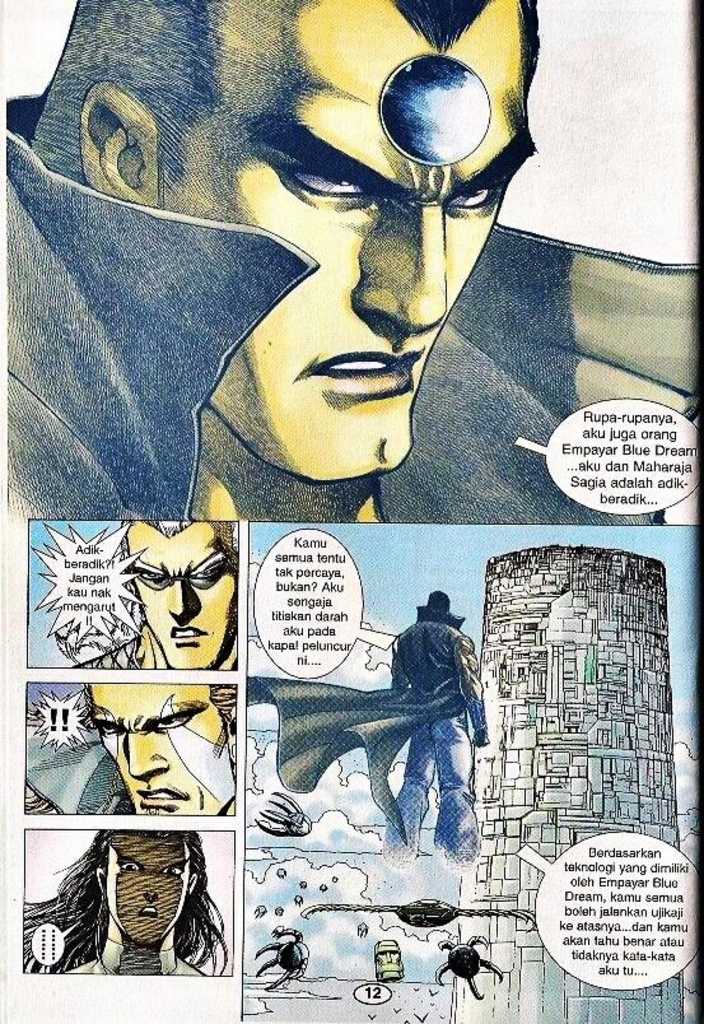 Rupa-rupanya,
aku juga orang
Empayar Blue Dream
...aku dan Maharaja
Sagia adalah adik-
beradik...
Adik-
beradik?!
Jangan
kau nak
mengarut
!!
!!
Kamu
semua tentu
tak percaya,
bukan? Aku
sengaja
titiskan darah
aku pada
kapal peluncur
ni....
Berdasarkan
teknologi yang dimiliki
oleh Empayar Blue
Dream, kamu semua
boleh jalankan ujikaji
ke atasnya...dan kamu
akan tahu benar atau
tidaknya kata-kata
aku tu....
12